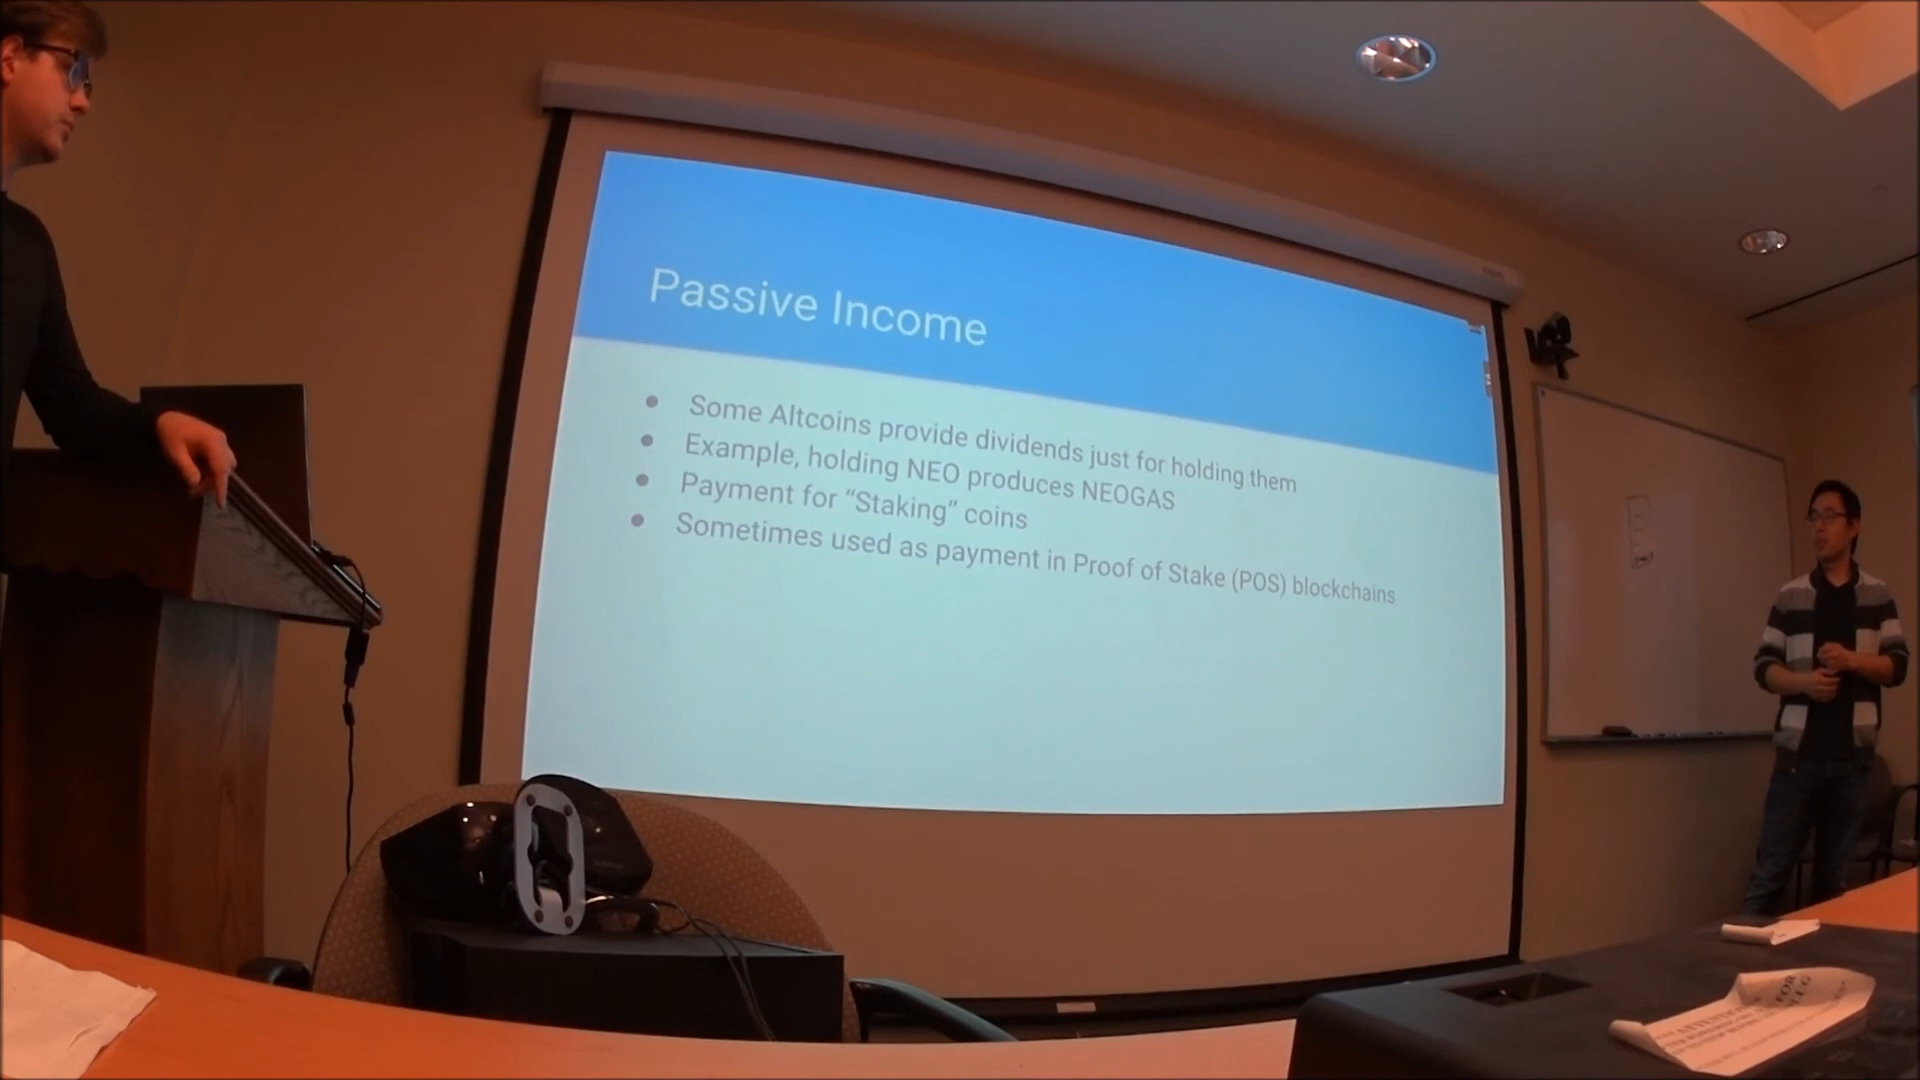 Passive Income
Some Altcoins provide dividends just for holding them
Example, holding NEO produces NEOGAS
Payment for “Staking” coins
Sometimes used as payment in Proof of Stake (POS) blockchains